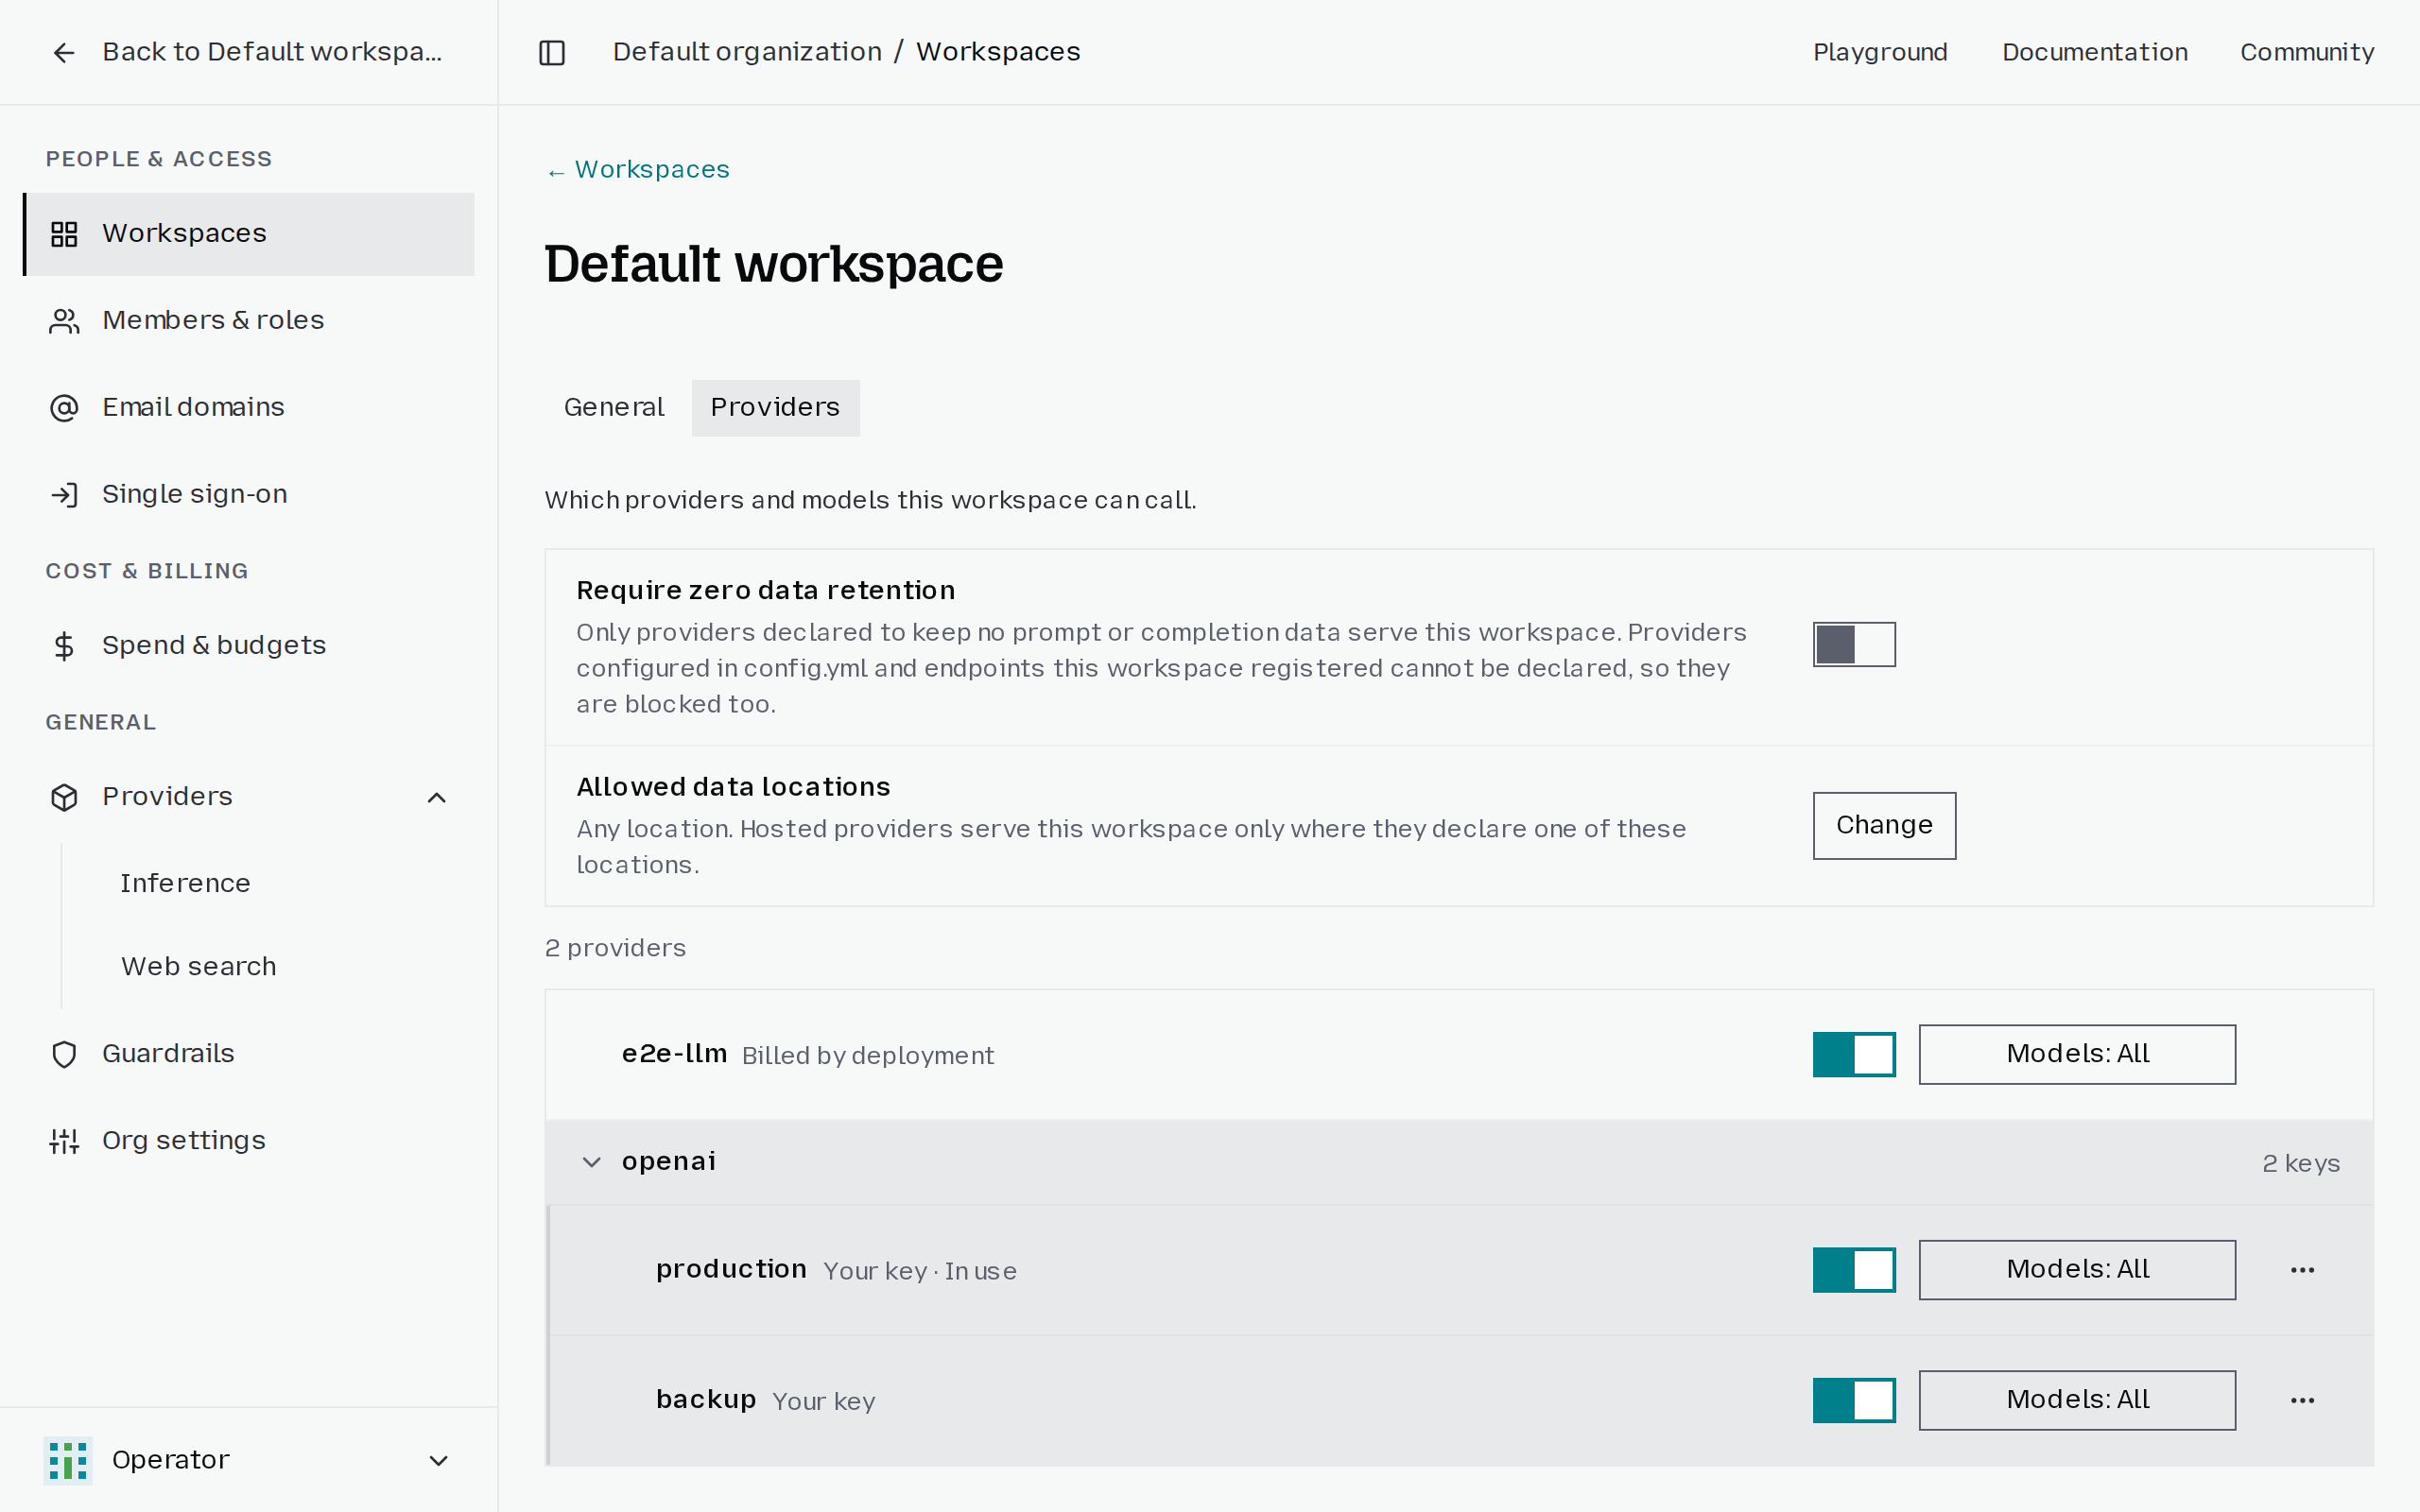 Back to Default workspa...
Default organization / Workspaces
Playground
Documentation
Community
PEOPLE & ACCESS
Workspaces
Members & roles
Email domains
Single sign-on
COST & BILLING
Spend & budgets
GENERAL
Providers
Inference
Web search
Guardrails
Org settings
Operator
← Workspaces
Default workspace
General
Providers
Which providers and models this workspace can call.
Require zero data retention
Only providers declared to keep no prompt or completion data serve this workspace. Providers
configured in config.yml and endpoints this workspace registered cannot be declared, so they
are blocked too.
Allowed data locations
Any location. Hosted providers serve this workspace only where they declare one of these
locations.
Change
2 providers
e2e-llm Billed by deployment
Models: All
openai
2 keys
production Your key · In use
Models: All
backup Your key
Models: All